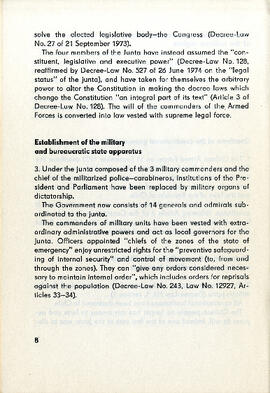 solve the elected legislative body—the Congress (Decree-Law
No. 27 of 21 September 1973).
The four members of the Junta have instead assumed the "con-
stituent, legislative and executive power" (Decree-Law No. 128,
reaffirmed by Decree-Law No. 527 of 26 June 1974 on the "legal
status" of the Junta), and have taken for themselves the arbitrary
power to alter the Constitution in making the decree laws which
change the Constitution "an integral part of its text" (Article 3 of
Decree-Law No. 128). The will of the commanders of the Armed
Forces is converted into law vested with supreme legal force.
Establishment of the military
and bureaucratic state apparatus
3. Under the Junta composed of the 3 military commanders and the
chief of the militarized police–carabineros, institutions of the Pre-
sident and Parliament have been replaced by military organs of
dictatorship.
The Government now consists of 14 generals and admirals sub-
ordinated to the Junta.
The commanders of military units have been vested with extra-
ordinary administrative powers and act as local governors for the
Junta. Officers appointed "chiefs of the zones of the state of
emergency" enjoy unrestricted rights for the "preventive safeguard-
ing of internal security" and control of movement (to, from and
through the zones). They can "give any orders considered neces-
sary to maintain internal order", which includes orders for reprisals
against the population (Decree-Law No. 243, Law No. 12927, Ar-
ticles 33–34).